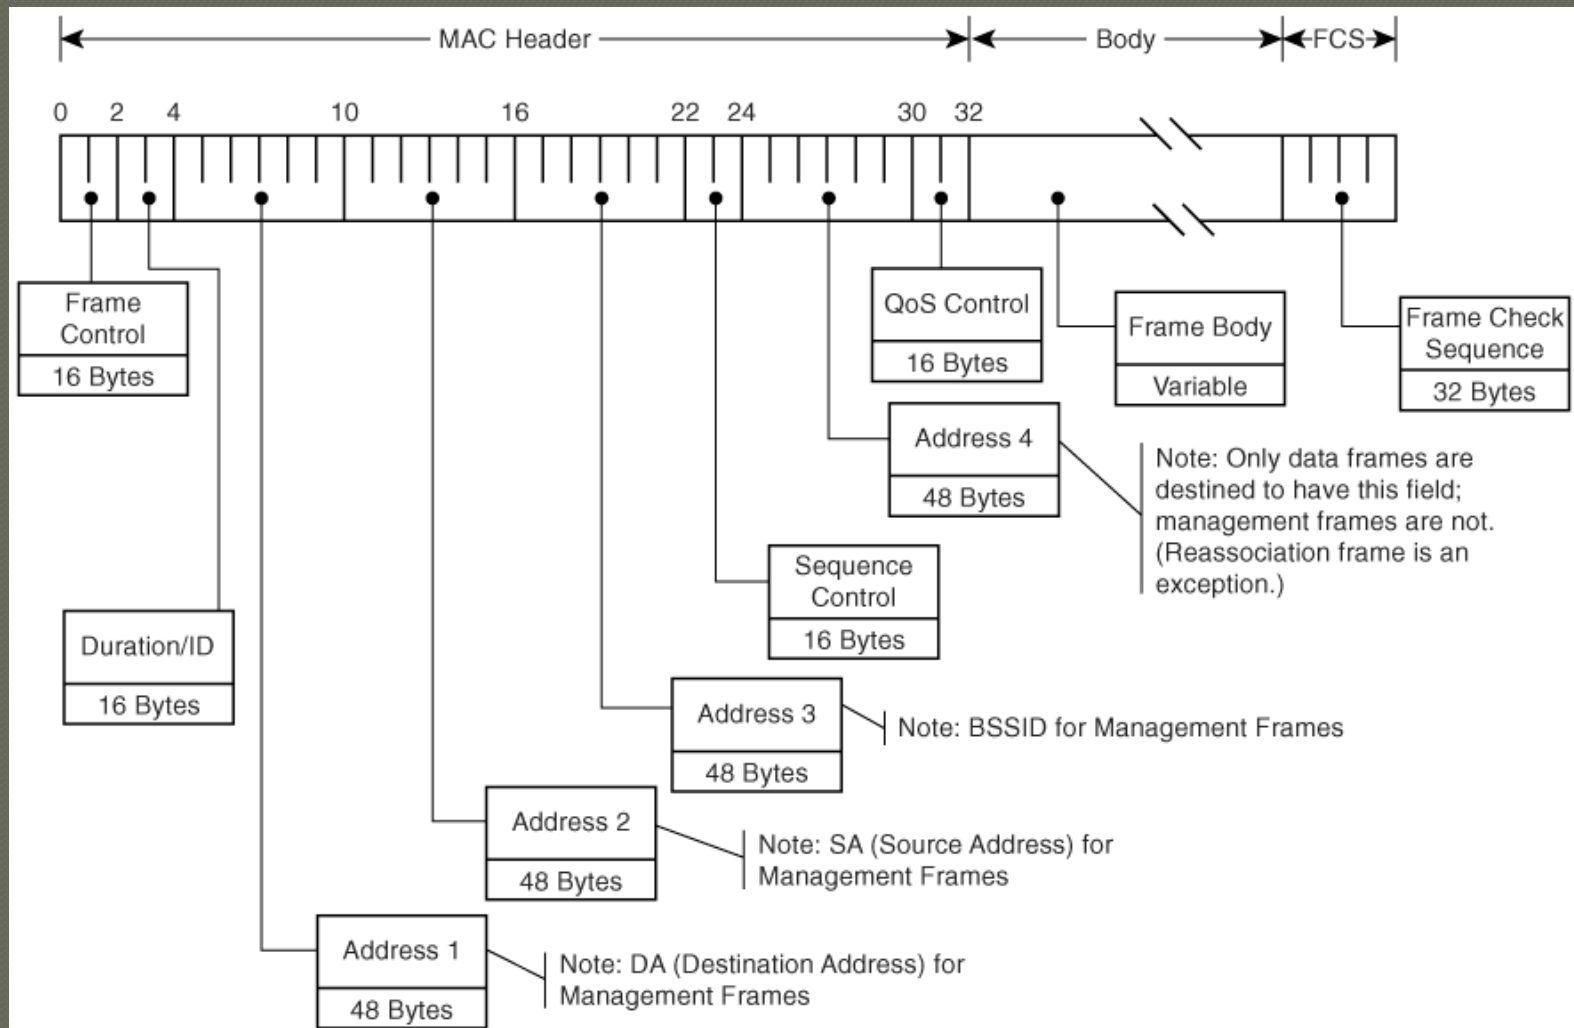 MAC Header
Body
FCS
0 2 4 10 16 22 24 30 32
Frame
Control
16 Bytes
QoS Control
16 Bytes
Frame Body
Variable
Frame Check
Sequence
32 Bytes
Address 4
48 Bytes
Note: Only data frames are
destined to have this field;
management frames are not.
(Reassociation frame is an
exception.)
Sequence
Control
16 Bytes
Duration/ID
16 Bytes
Address 3
48 Bytes
Note: BSSID for Management Frames
Address 2
48 Bytes
Note: SA (Source Address) for
Management Frames
Address 1
48 Bytes
Note: DA (Destination Address) for
Management Frames